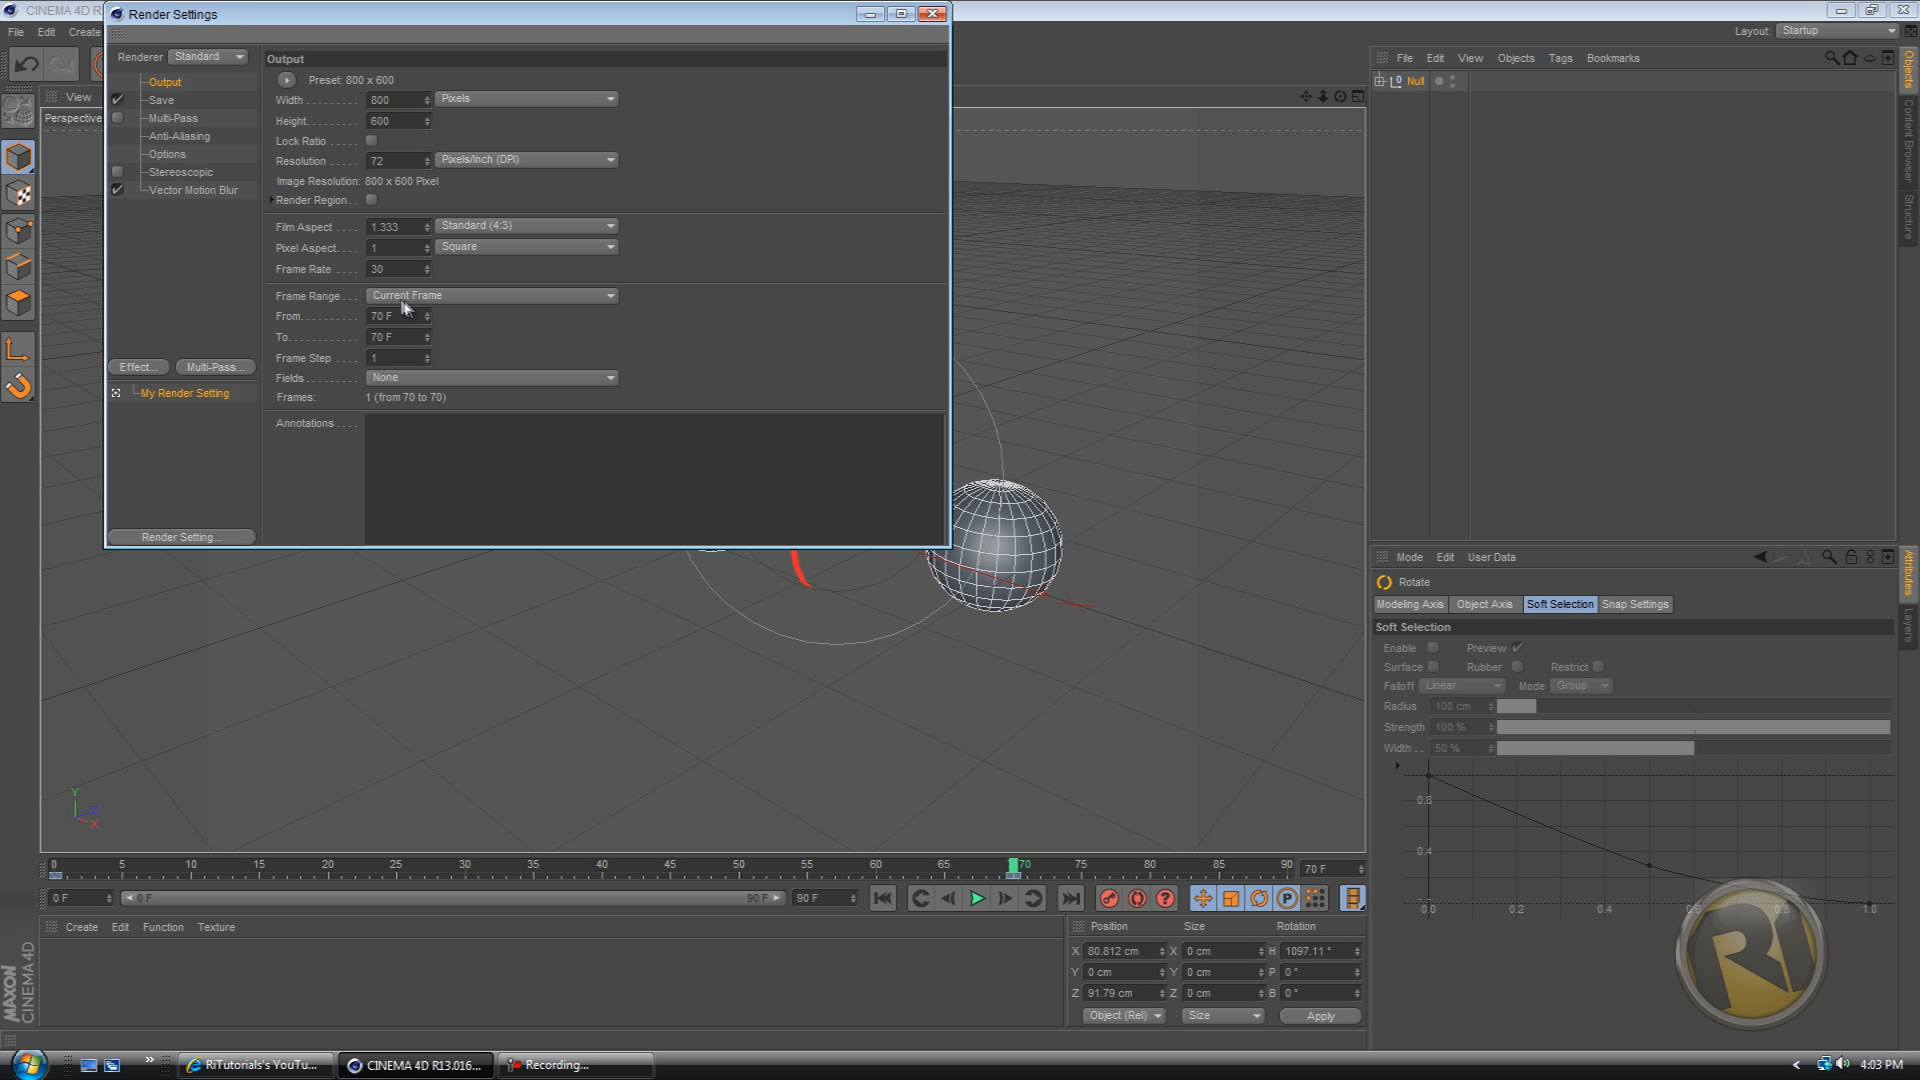 CINEMA 4D R
Render Settings
File Edit Create
Layout: Startup
Renderer Standard
Output
Save
Multi-Pass
Anti-Aliasing
Options
Stereoscopic
Vector Motion Blur
Effect...
Multi-Pass...
My Render Setting
Render Setting...
Output
Preset: 800 x 600
Width 800 Pixels
Height 600
Lock Ratio
Resolution 72 Pixels/Inch (DPI)
Image Resolution: 800 x 600 Pixel
Render Region
Film Aspect 1.333 Standard (4:3)
Pixel Aspect 1 Square
Frame Rate 30
Frame Range Current Frame
From 70 F
To 70 F
Frame Step 1
Fields None
Frames: 1 (from 70 to 70)
Annotations
View
Perspective
File Edit View Objects Tags Bookmarks
Null
Objects
Content Browser
Structure
Mode Edit User Data
Rotate
Modeling Axis Object Axis Soft Selection Snap Settings
Soft Selection
Enable Preview
Surface Rubber Restrict
Falloff Linear Mode Group
Radius 100 cm
Strength 100 %
Width 50 %
0.8
0.4
0.0 0.2 0.4 0.6 0.8 1.0
Attributes
Layers
Y
Z
X
0 5 10 15 20 25 30 35 40 45 50 55 60 65 70 75 80 85 90 70 F
0 F 0 F 90 F 90 F
P
Create Edit Function Texture
Position Size Rotation
X 80.812 cm X 0 cm H 1097.11 °
Y 0 cm Y 0 cm P 0 °
Z 91.79 cm Z 0 cm B 0 °
Object (Rel) Size Apply
MAXON
CINEMA 4D
RI
RiTutorials's YouTu...
CINEMA 4D R13.016...
Recording...
4:03 PM